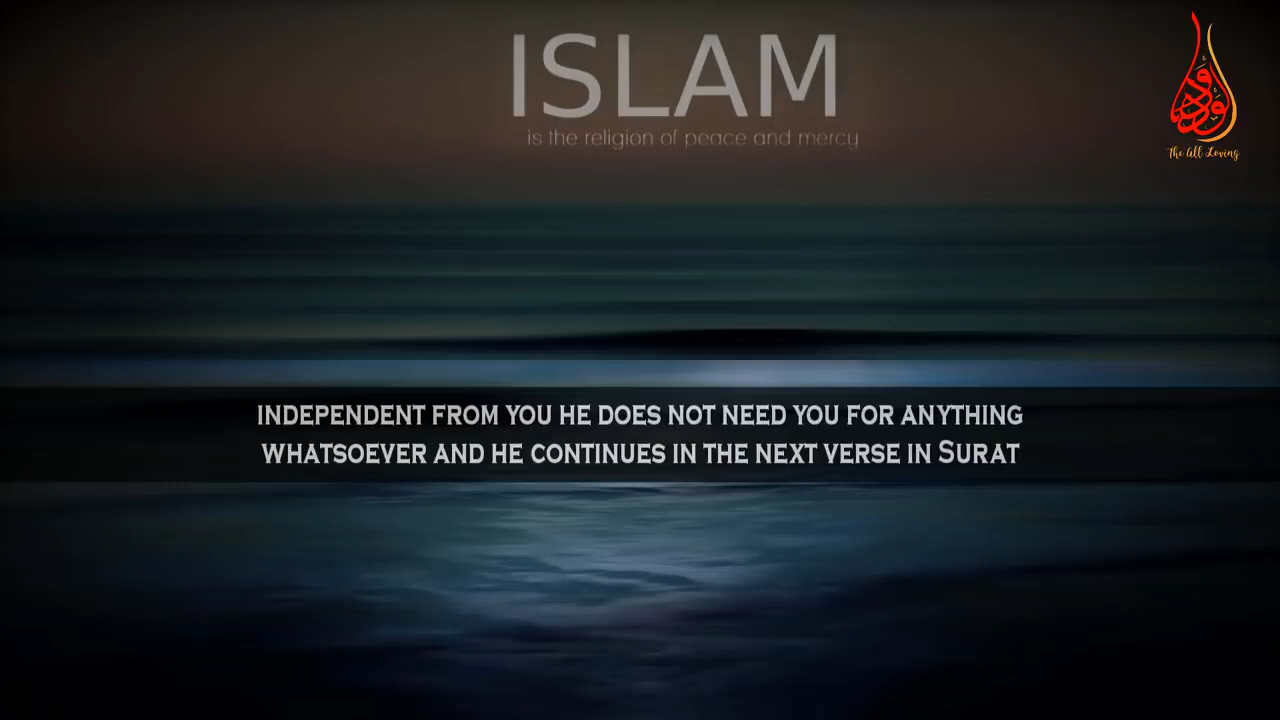 ISLAM
is the religion of peace and mercy
الودود
The All Loving
INDEPENDENT FROM YOU HE DOES NOT NEED YOU FOR ANYTHING
WHATSOEVER AND HE CONTINUES IN THE NEXT VERSE IN SURAT